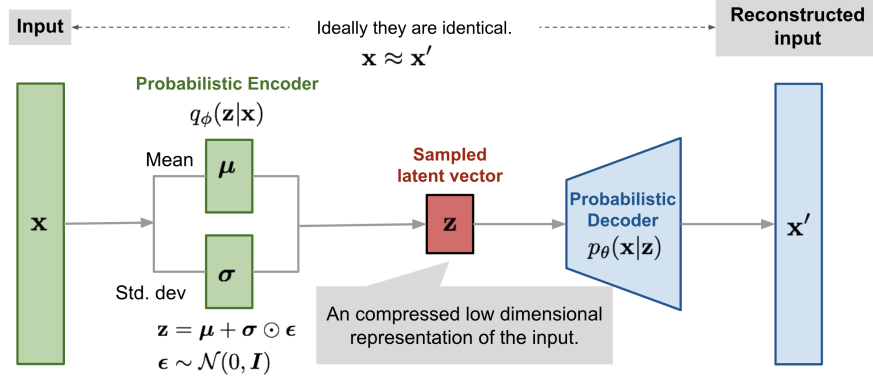 Input
Ideally they are identical.
x ≈ x′
Reconstructed
input
Probabilistic Encoder
qϕ(z|x)
Mean
μ
Sampled
latent vector
x
z
Probabilistic
Decoder
pθ(x|z)
x′
σ
Std. dev
An compressed low dimensional
representation of the input.
z = μ + σ ⊙ ϵ
ϵ ∼ 𝒩(0, I)